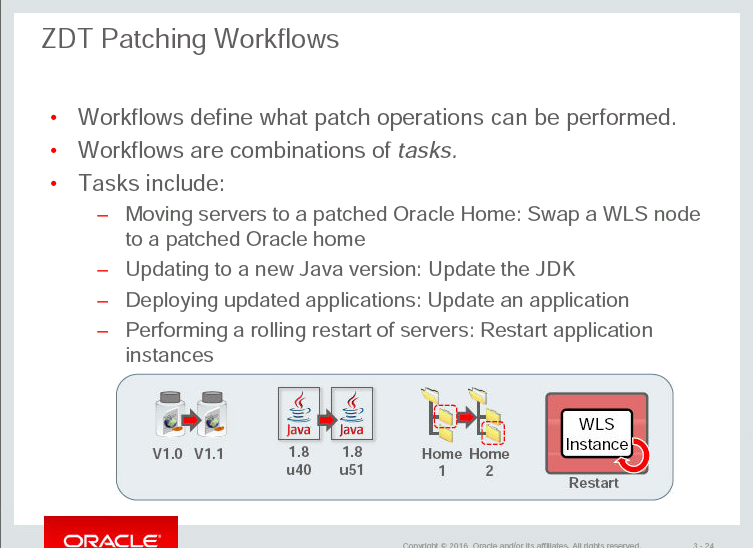 ZDT Patching Workflows
• Workflows define what patch operations can be performed.
• Workflows are combinations of tasks.
• Tasks include:
– Moving servers to a patched Oracle Home: Swap a WLS node
to a patched Oracle home
– Updating to a new Java version: Update the JDK
– Deploying updated applications: Update an application
– Performing a rolling restart of servers: Restart application
instances
V1.0 V1.1
Java Java
1.8 1.8
u40 u51
Home Home
1 2
WLS
Instance
Restart
ORACLE
Copyright © 2016, Oracle and/or its affiliates. All rights reserved. 3 - 24